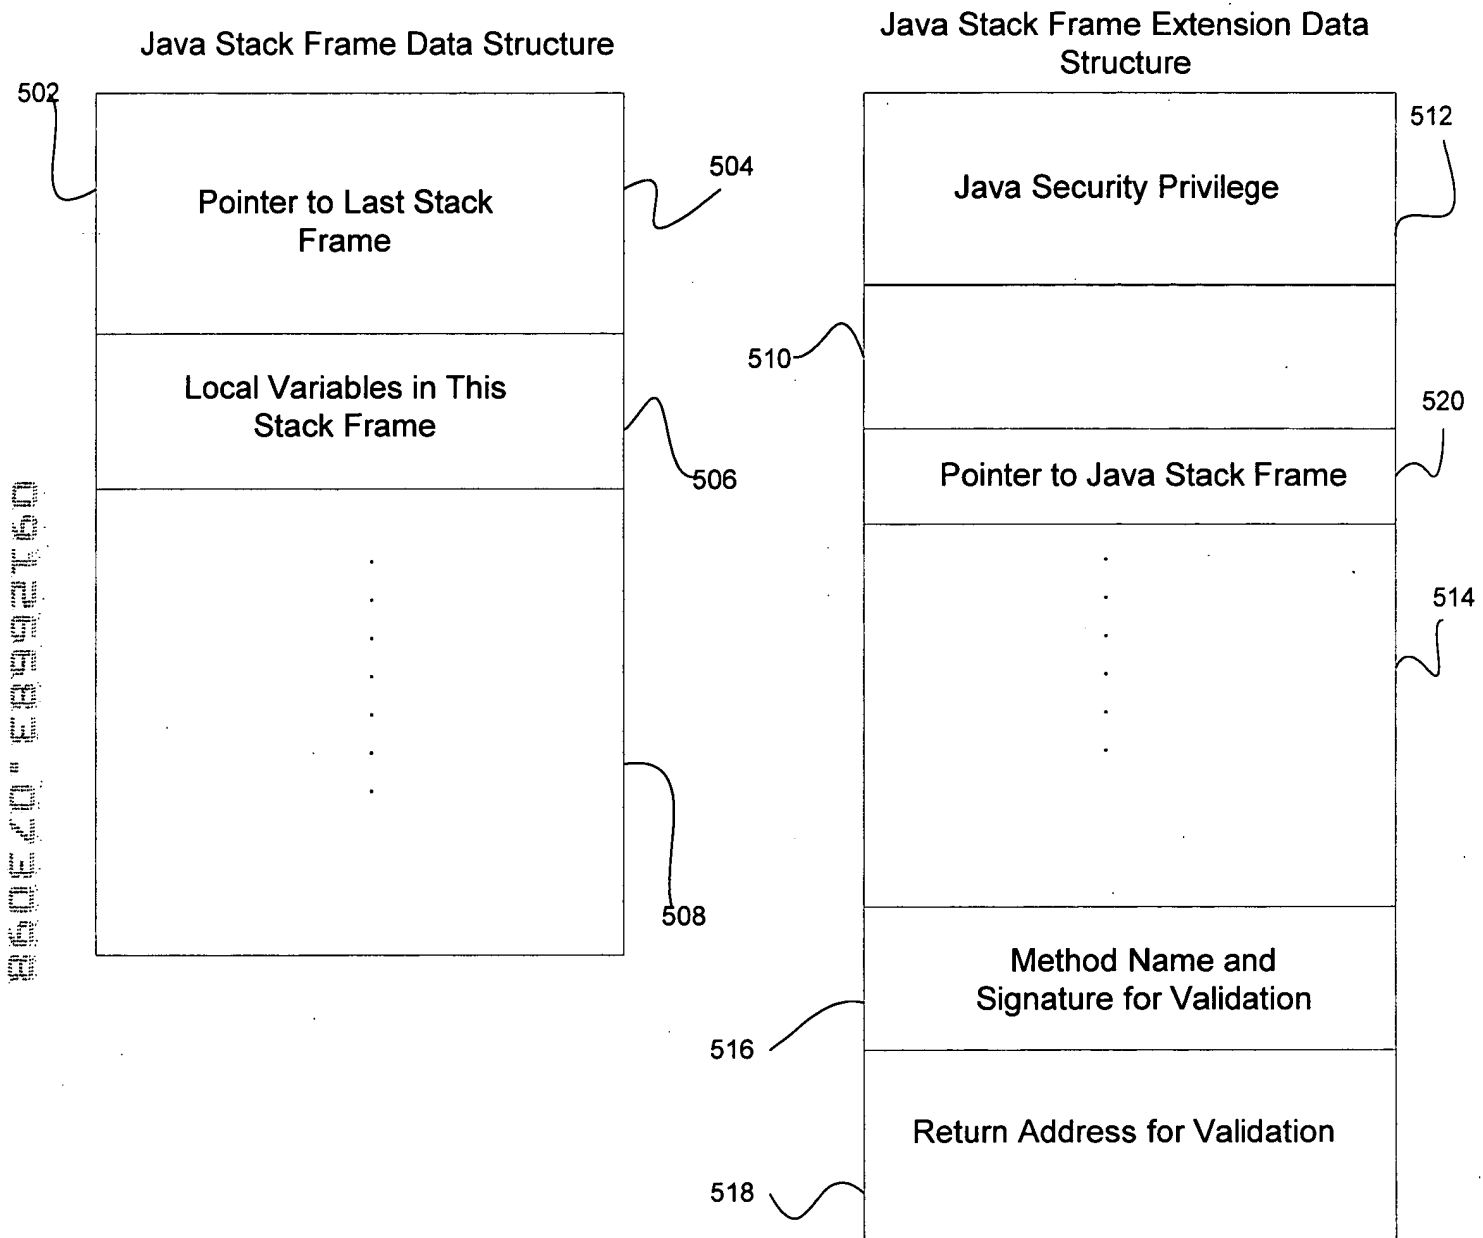 Java Stack Frame Data Structure
502
Pointer to Last Stack
Frame
504
Local Variables in This
Stack Frame
506
508
Java Stack Frame Extension Data
Structure
512
Java Security Privilege
510
520
Pointer to Java Stack Frame
514
Method Name and
Signature for Validation
516
Return Address for Validation
518